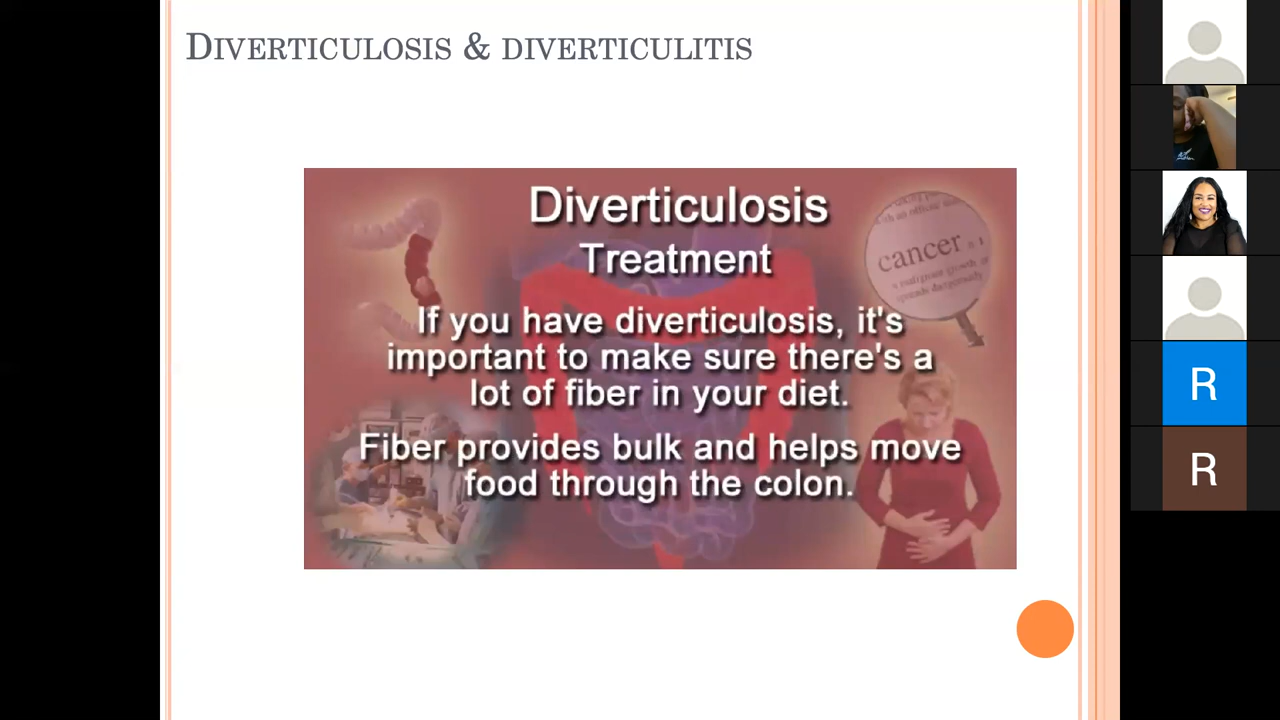 DIVERTICULOSIS & DIVERTICULITIS
Diverticulosis
Treatment
cancer
If you have diverticulosis, it's
important to make sure there's a
lot of fiber in your diet.
Fiber provides bulk and helps move
food through the colon.
R
R